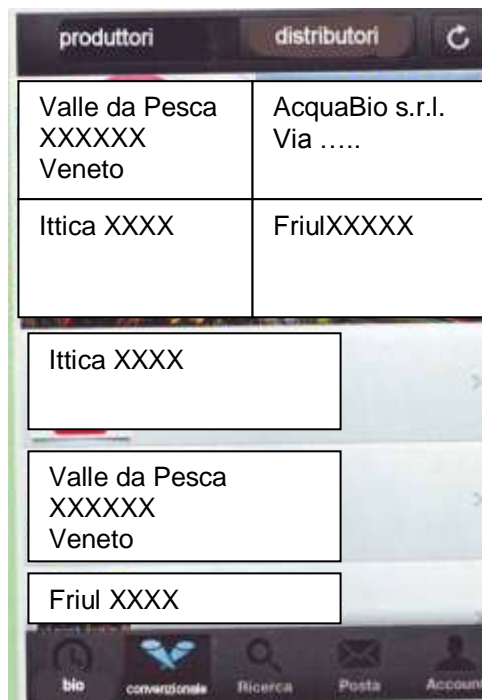 produttori distributori
Valle da Pesca
XXXXXX
Veneto
AcquaBio s.r.l.
Via …..
Ittica XXXX
FriulXXXXX
Ittica XXXX
Valle da Pesca
XXXXXX
Veneto
Friul XXXX
bio convenzionale Ricerca Posta Account